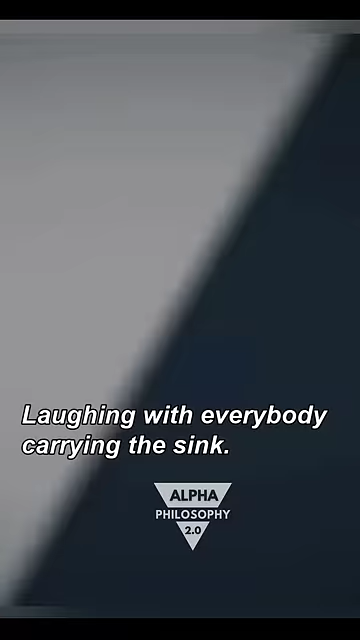 Laughing with everybody
carrying the sink.
ALPHA
PHILOSOPHY
2.0